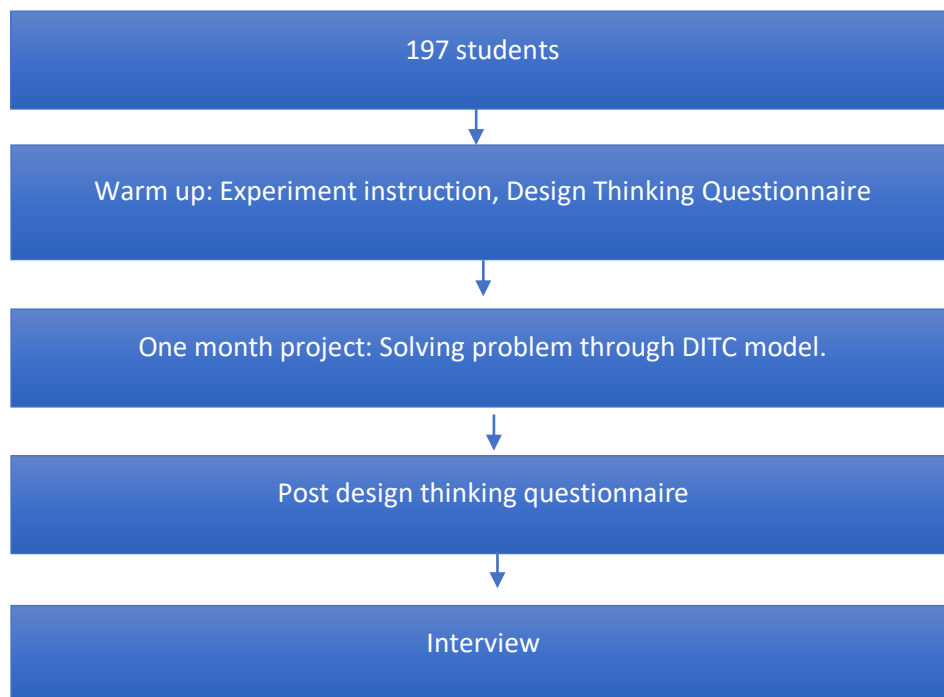 197 students
Warm up: Experiment instruction, Design Thinking Questionnaire
One month project: Solving problem through DITC model.
Post design thinking questionnaire
Interview